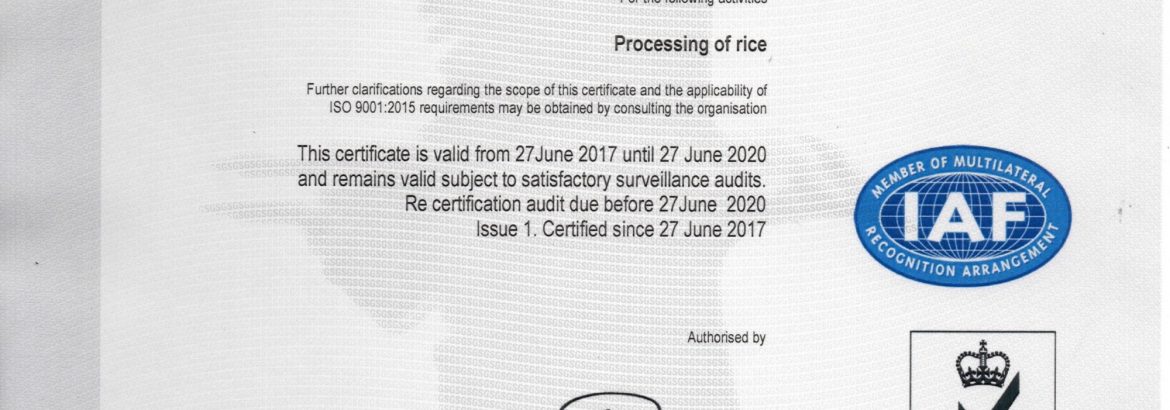 For the following activities
Processing of rice
Further clarifications regarding the scope of this certificate and the applicability of
ISO 9001:2015 requirements may be obtained by consulting the organisation
This certificate is valid from 27June 2017 until 27 June 2020
and remains valid subject to satisfactory surveillance audits.
Re certification audit due before 27June 2020
Issue 1. Certified since 27 June 2017
MEMBER OF MULTILATERAL
IAF
RECOGNITION ARRANGEMENT
Authorised by